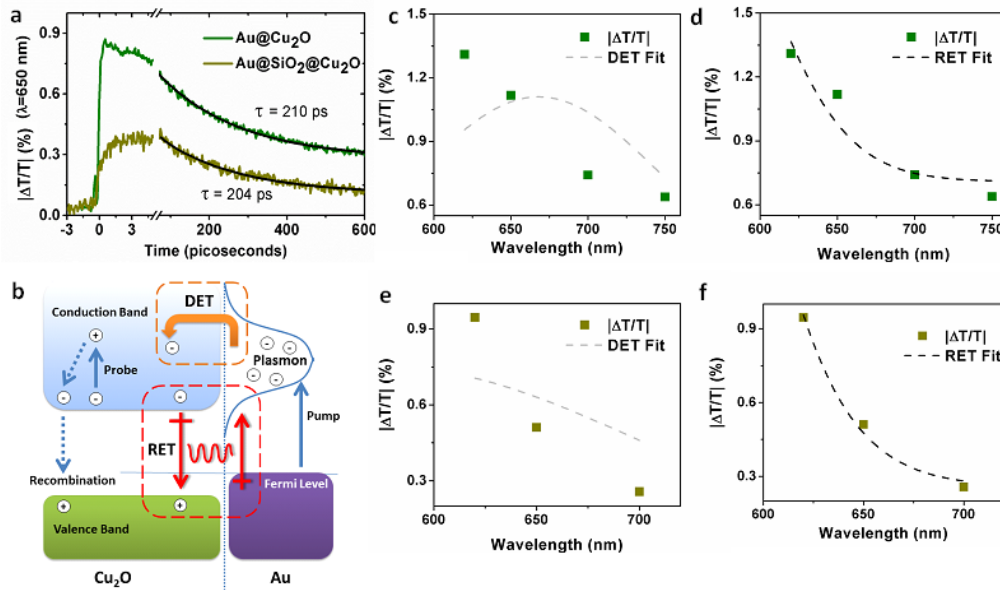 a
|ΔT/T| (%) (λ=650 nm)
0.9
0.6
0.3
0.0
Au@Cu₂O
Au@SiO₂@Cu₂O
τ = 210 ps
τ = 204 ps
-3 0 3 200 400 600
Time (picoseconds)
b
Conduction Band
DET
Plasmon
Probe
Pump
RET
Recombination
Fermi Level
Valence Band
Cu₂O
Au
c
|ΔT/T| (%)
1.5
1.2
0.9
0.6
|ΔT/T|
DET Fit
600 650 700 750
Wavelength (nm)
d
|ΔT/T| (%)
1.5
1.2
0.9
0.6
|ΔT/T|
RET Fit
600 650 700 750
Wavelength (nm)
e
|ΔT/T| (%)
0.9
0.6
0.3
|ΔT/T|
DET Fit
600 650 700
Wavelength (nm)
f
|ΔT/T| (%)
0.9
0.6
0.3
|ΔT/T|
RET Fit
600 650 700
Wavelength (nm)